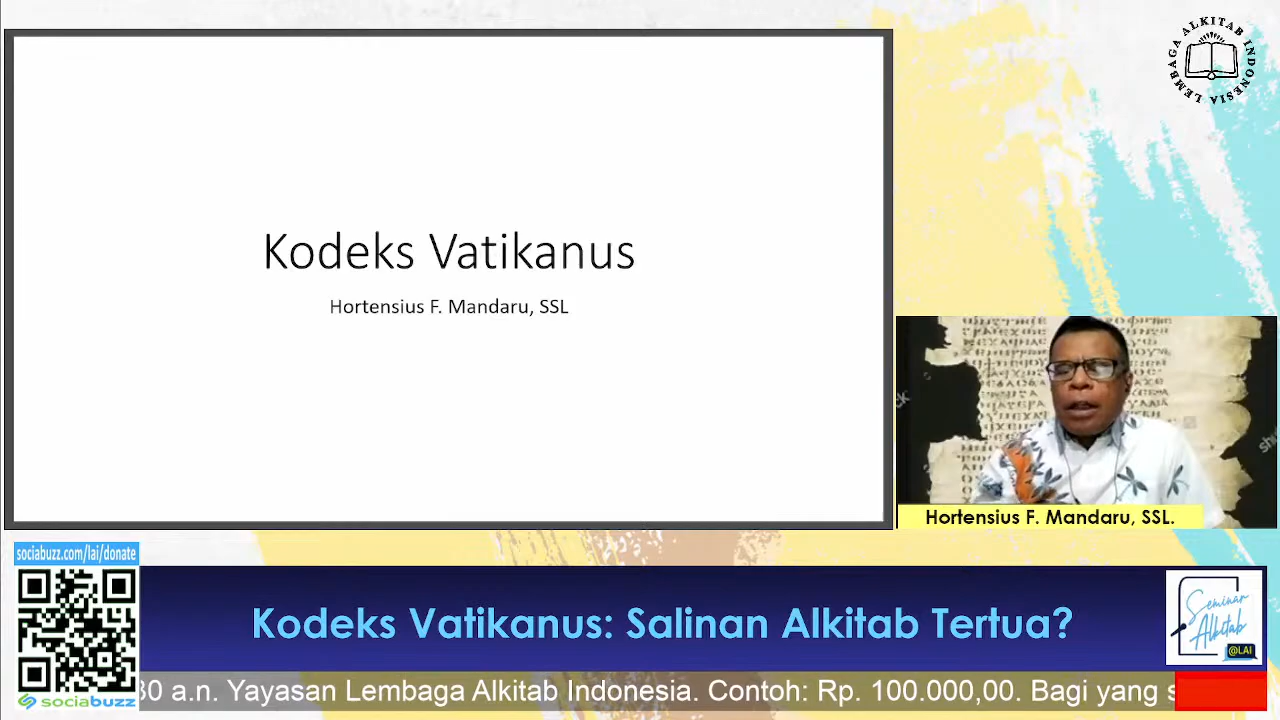 LEMBAGA ALKITAB INDONESIA
Kodeks Vatikanus
Hortensius F. Mandaru, SSL
Hortensius F. Mandaru, SSL.
sociabuzz.com/lai/donate
Kodeks Vatikanus: Salinan Alkitab Tertua?
Seminar
Alkitab
@LAI
30 a.n. Yayasan Lembaga Alkitab Indonesia. Contoh: Rp. 100.000,00. Bagi yang s
sociabuzz